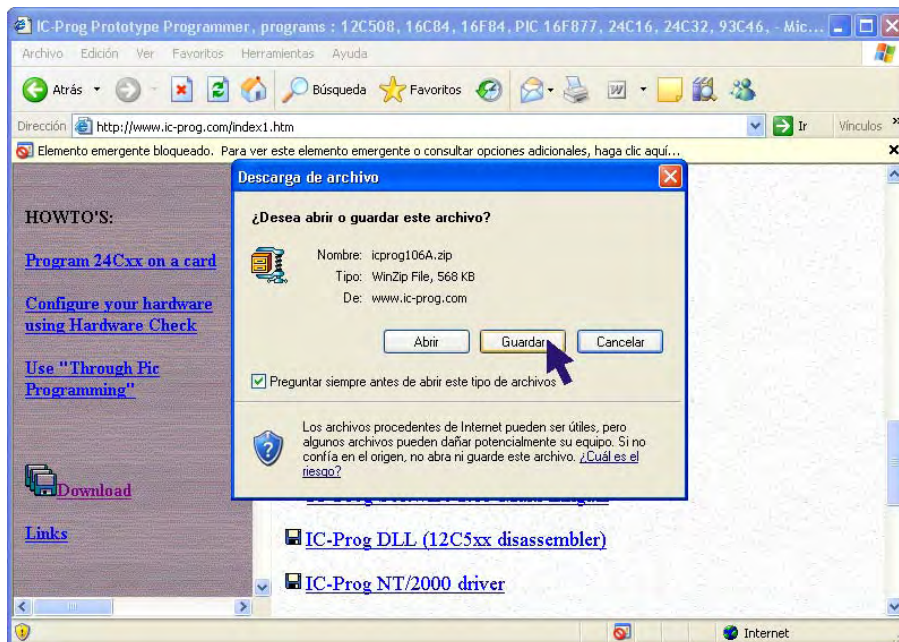 IC-Prog Prototype Programmer, programs : 12C508, 16C84, 16F84, PIC 16F877, 24C16, 24C32, 93C46, - Mic...
Archivo Edición Ver Favoritos Herramientas Ayuda
Atrás Búsqueda Favoritos
Dirección http://www.ic-prog.com/index1.htm Ir Vínculos »
Elemento emergente bloqueado. Para ver este elemento emergente o consultar opciones adicionales, haga clic aquí...
Descarga de archivo
¿Desea abrir o guardar este archivo?
Nombre: icprog106A.zip
Tipo: WinZip File, 568 KB
De: www.ic-prog.com
Abrir Guardar Cancelar
Preguntar siempre antes de abrir este tipo de archivos
Los archivos procedentes de Internet pueden ser útiles, pero
algunos archivos pueden dañar potencialmente su equipo. Si no
confía en el origen, no abra ni guarde este archivo. ¿Cuál es el
riesgo?
HOWTO'S:
Program 24Cxx on a card
Configure your hardware
using Hardware Check
Use "Through Pic
Programming"
Download
Links
IC-Prog DLL (12C5xx disassembler)
IC-Prog NT/2000 driver
Internet